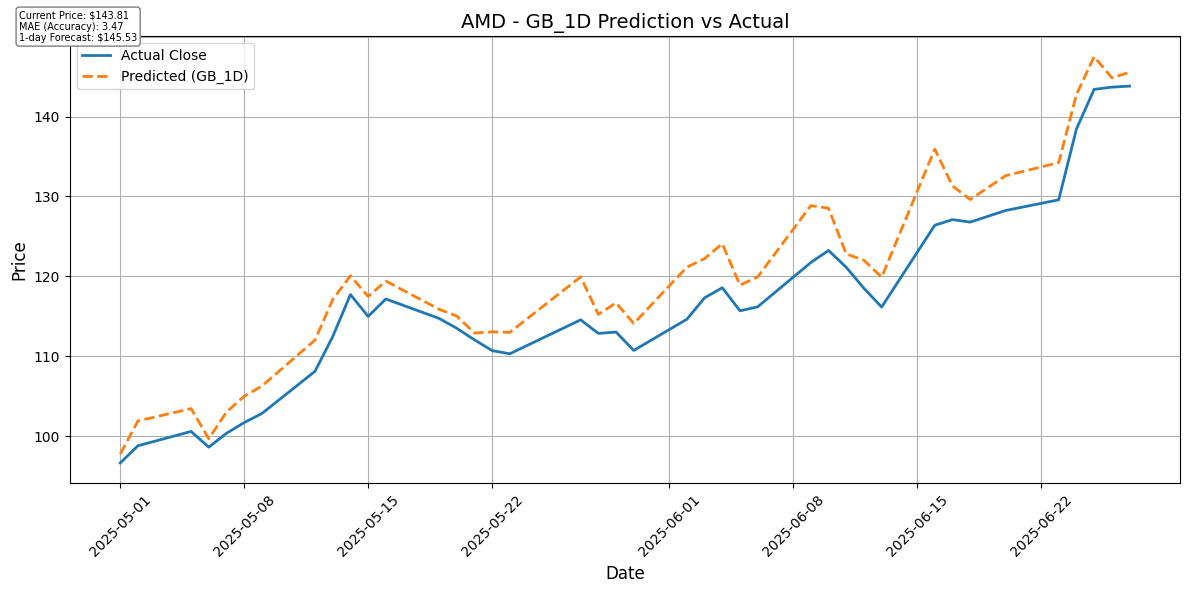 AMD - GB_1D Prediction vs Actual
Current Price: $143.81
MAE (Accuracy): 3.47
1-day Forecast: $145.53
Actual Close
Predicted (GB_1D)
Price
140
130
120
110
100
2025-05-01
2025-05-08
2025-05-15
2025-05-22
2025-06-01
2025-06-08
2025-06-15
2025-06-22
Date